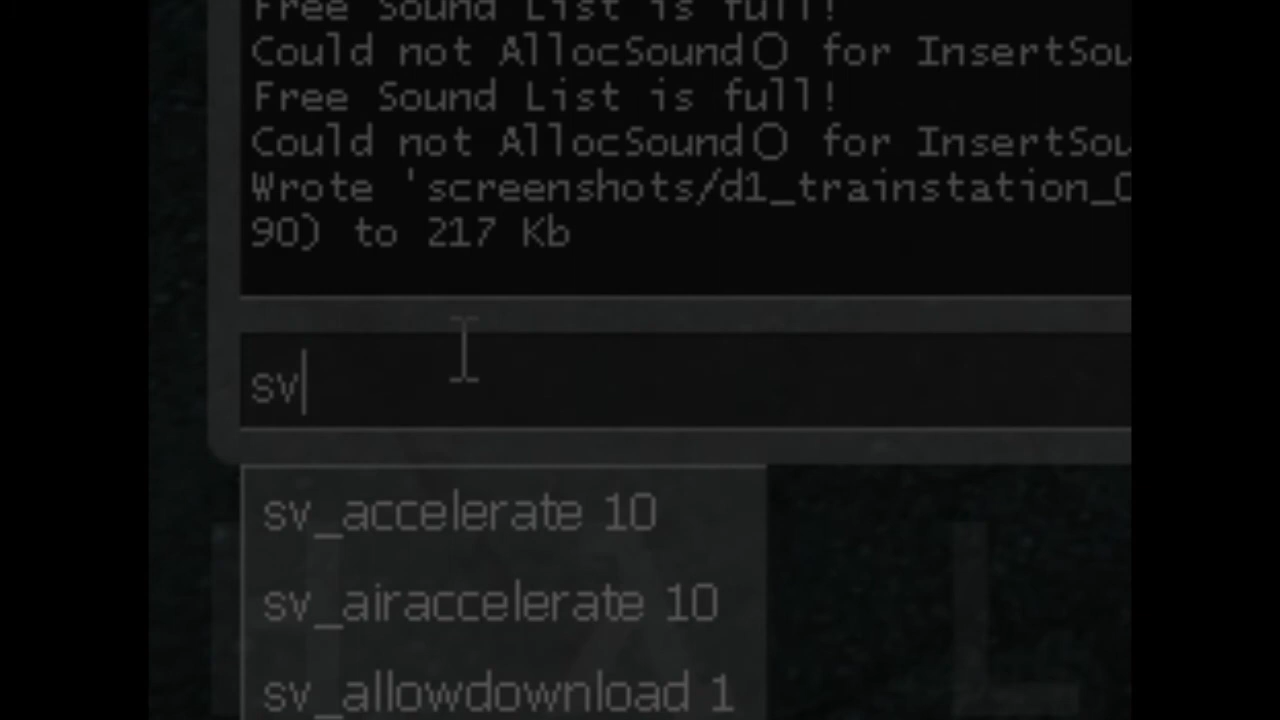 Free Sound List is full!
Could not AllocSound() for InsertSou
Free Sound List is full!
Could not AllocSound() for InsertSou
Wrote 'screenshots/d1_trainstation_0
90) to 217 Kb
sv
sv_accelerate 10
sv_airaccelerate 10
sv_allowdownload 1